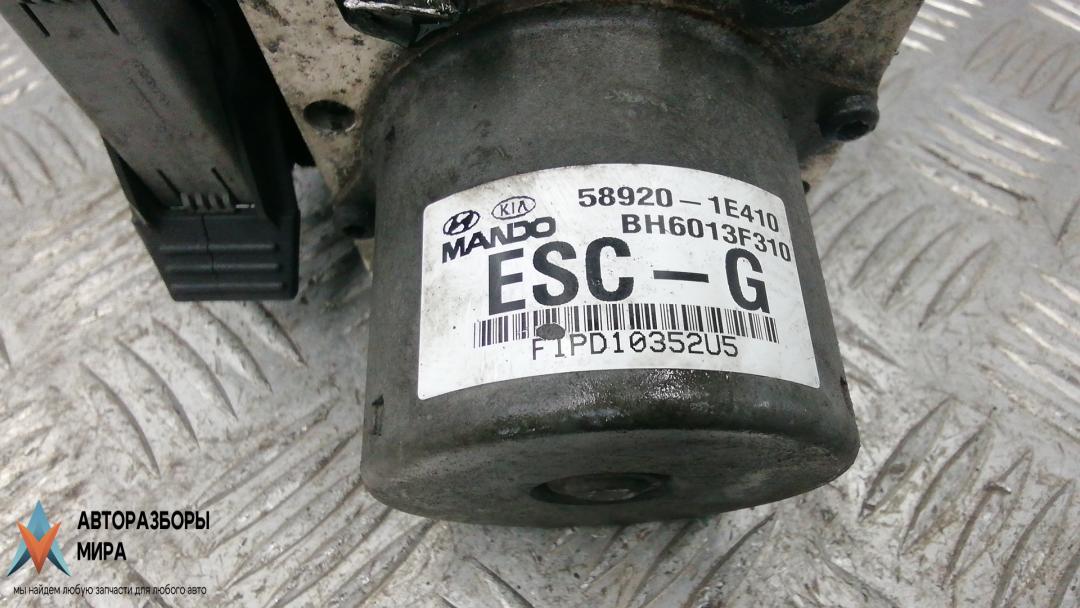 KIA 58920-1E410
MANDO BH6013F310
ESC-G
F1PD10352U5
АВТОРАЗБОРЫ
МИРА
мы найдем любую запчасти для любого авто